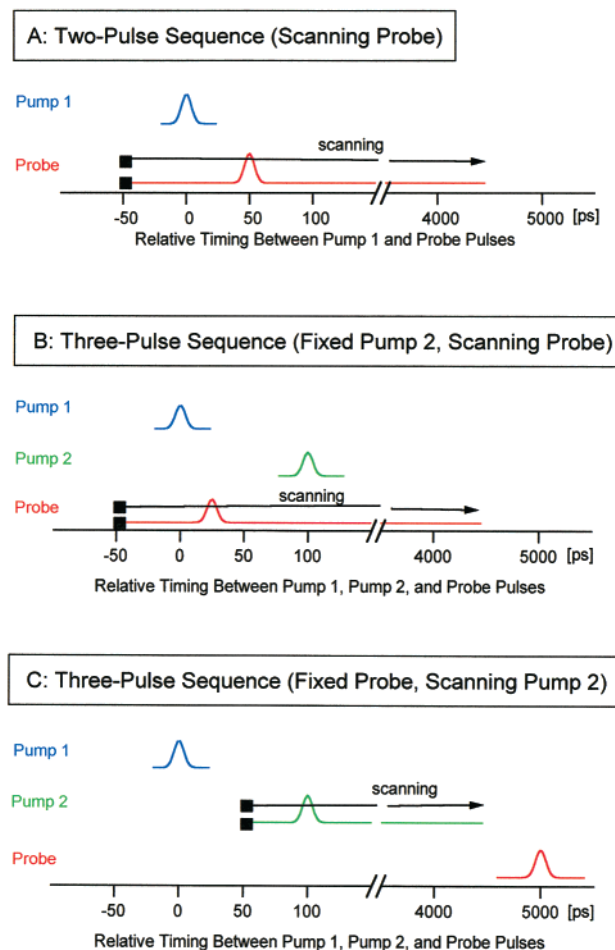 A: Two-Pulse Sequence (Scanning Probe)
Pump 1
scanning
Probe
-50 0 50 100 4000 5000 [ps]
Relative Timing Between Pump 1 and Probe Pulses
B: Three-Pulse Sequence (Fixed Pump 2, Scanning Probe)
Pump 1
Pump 2
scanning
Probe
-50 0 50 100 4000 5000 [ps]
Relative Timing Between Pump 1, Pump 2, and Probe Pulses
C: Three-Pulse Sequence (Fixed Probe, Scanning Pump 2)
Pump 1
scanning
Pump 2
Probe
-50 0 50 100 4000 5000 [ps]
Relative Timing Between Pump 1, Pump 2, and Probe Pulses